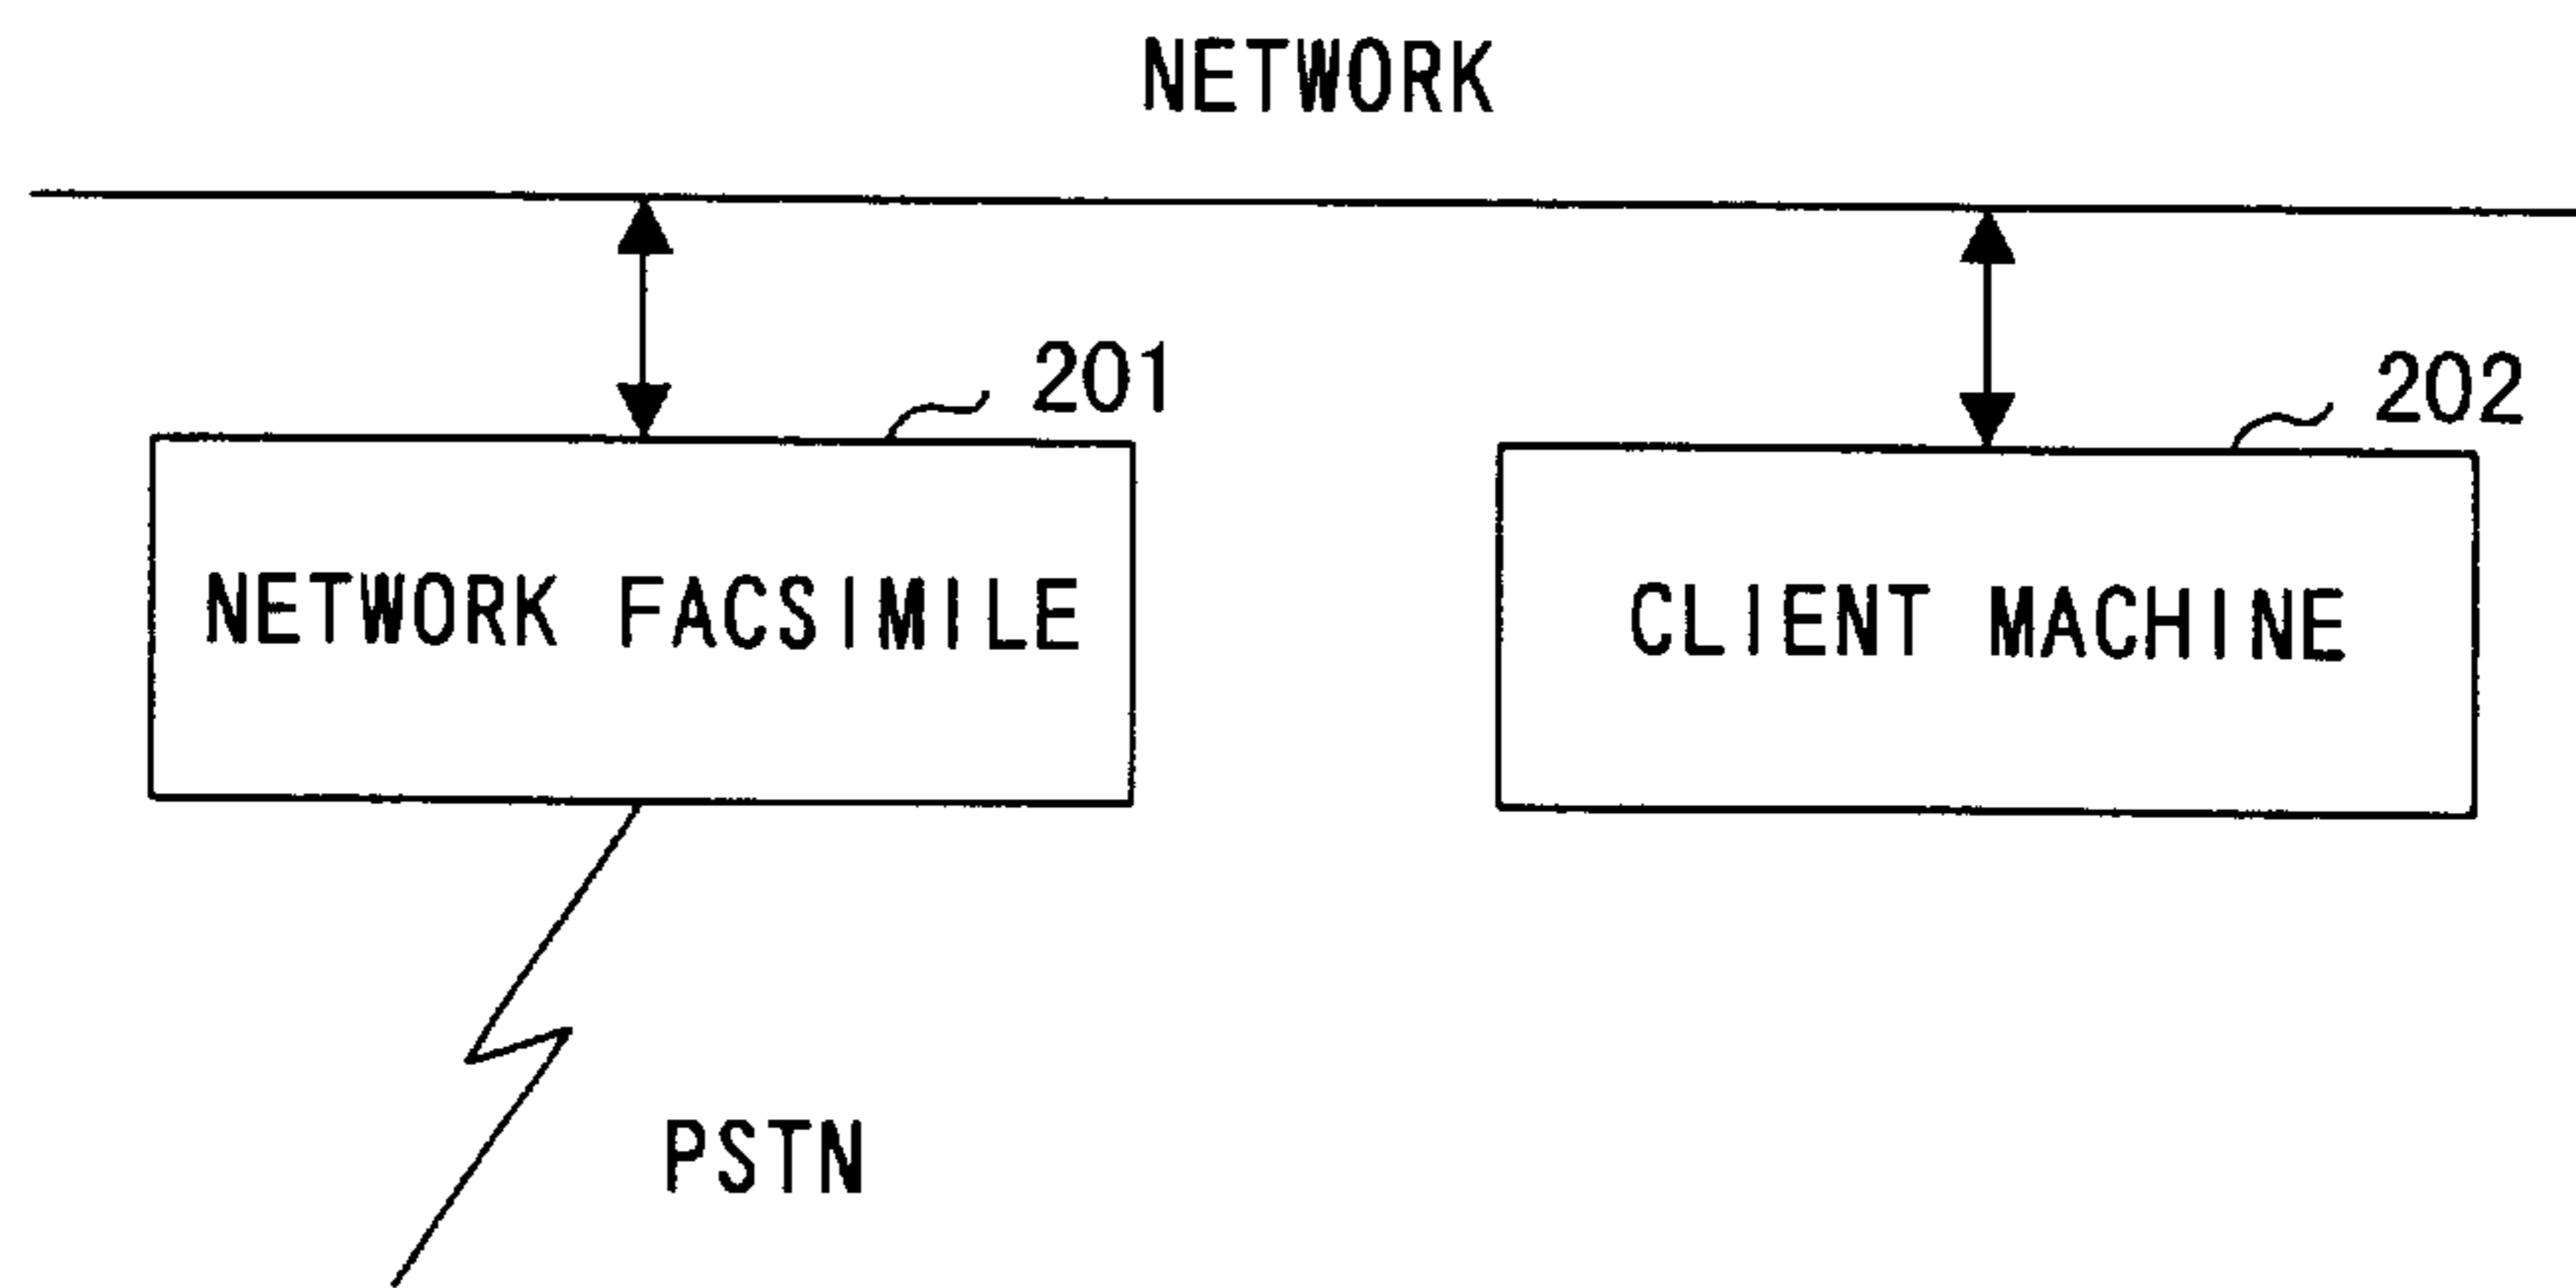 NETWORK
201
202
NETWORK FACSIMILE
CLIENT MACHINE
PSTN